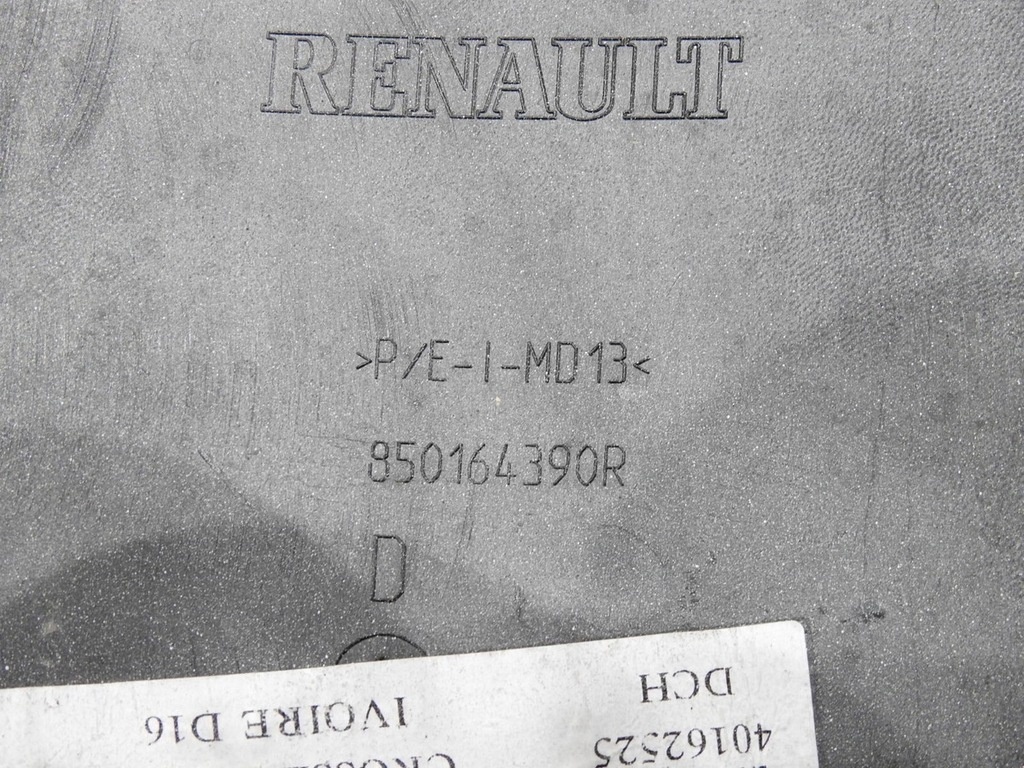 RENAULT
>P/E-I-MD13<
850164390R
D
DCH
IVOIRE D16
40162525